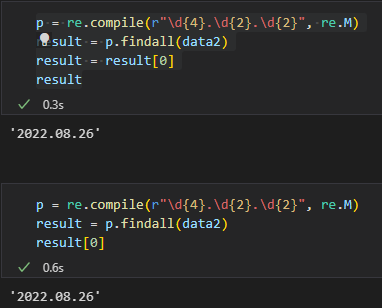 p = re.compile(r"\d{4}.\d{2}.\d{2}", re.M)
result = p.findall(data2)
result = result[0]
result
0.3s
'2022.08.26'
p = re.compile(r"\d{4}.\d{2}.\d{2}", re.M)
result = p.findall(data2)
result[0]
0.6s
'2022.08.26'